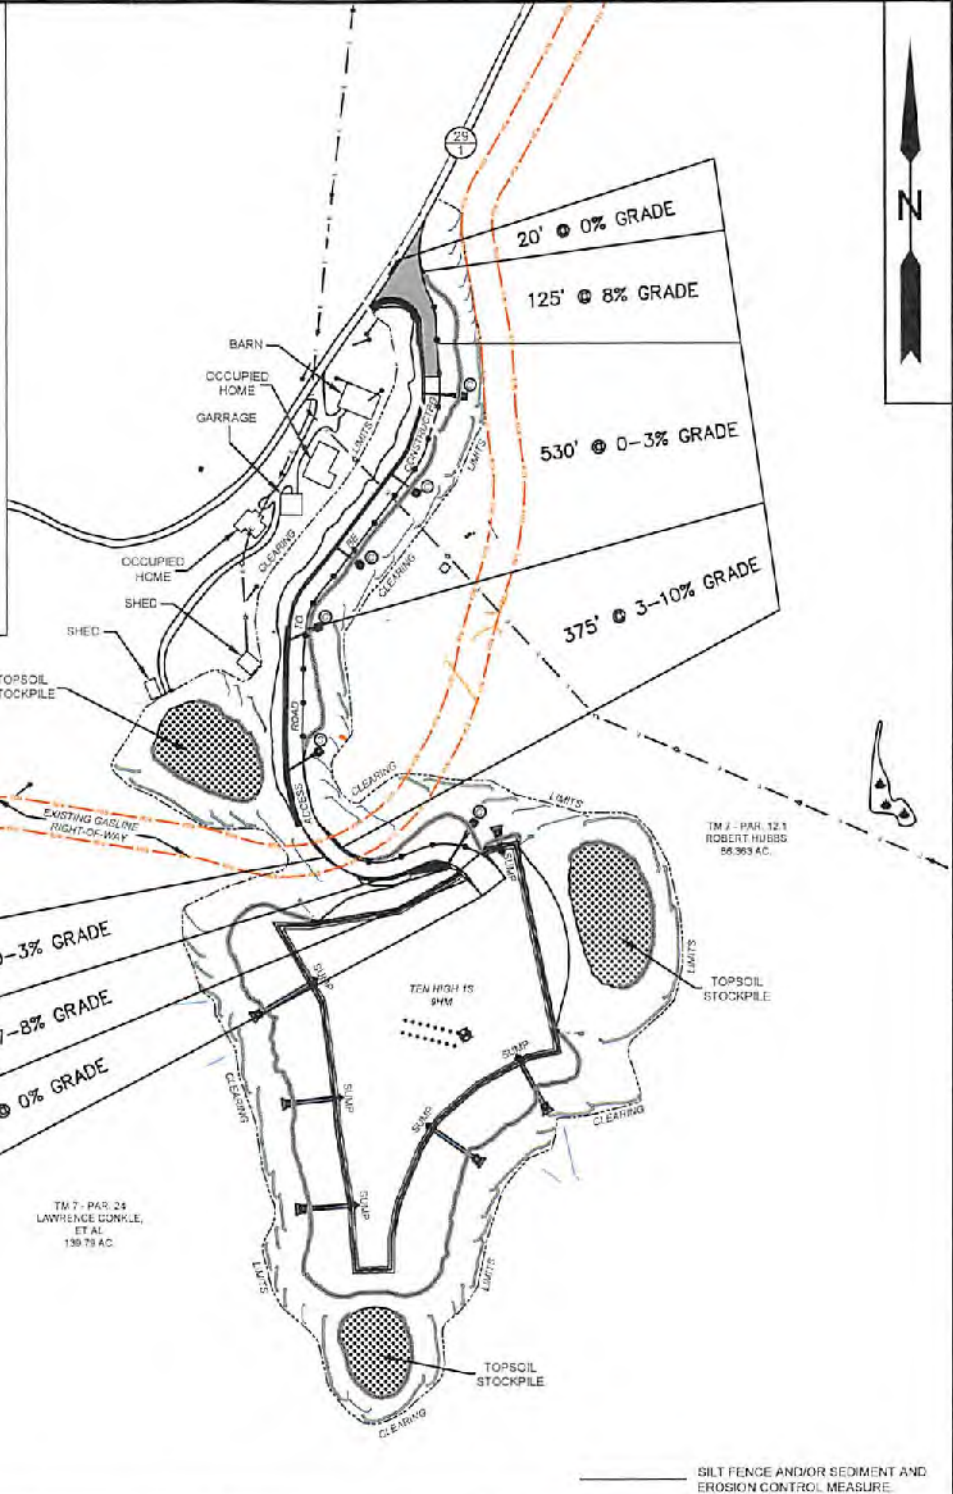 29
1
N
20' @ 0% GRADE
125' @ 8% GRADE
530' @ 0-3% GRADE
375' @ 3-10% GRADE
BARN
OCCUPIED
HOME
GARRAGE
LIMITS
CONSTRUCTED
LIMITS
BE
CLEARING
CLEARING
OCCUPIED
HOME
SHED
SHED
TO
TOPSOIL
STOCKPILE
ROAD
ACCESS
CLEARING
LIMITS
EXISTING GASLINE
RIGHT-OF-WAY
TM 7 - PAR. 12.1
ROBERT HUBBS
86.363 AC.
SUMP
-3% GRADE
-8% GRADE
@ 0% GRADE
SUMP
TEN HIGH 1S
9HM
LIMITS
TOPSOIL
STOCKPILE
SUMP
CLEARING
SUMP
SUMP
CLEARING
SUMP
TM 7 - PAR. 24
LAWRENCE CONKLE,
ET AL
139.79 AC.
LIMITS
LIMITS
TOPSOIL
STOCKPILE
CLEARING
SILT FENCE AND/OR SEDIMENT AND
EROSION CONTROL MEASURE.